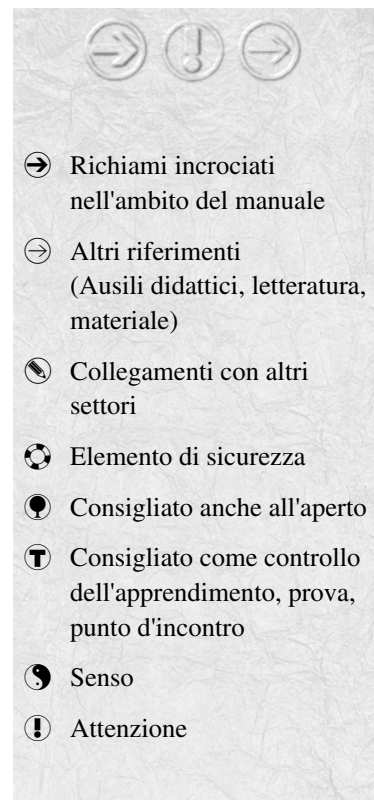 Richiami incrociati
nell'ambito del manuale
Altri riferimenti
(Ausili didattici, letteratura,
materiale)
Collegamenti con altri
settori
Elemento di sicurezza
Consigliato anche all'aperto
T Consigliato come controllo
dell'apprendimento, prova,
punto d'incontro
Senso
! Attenzione